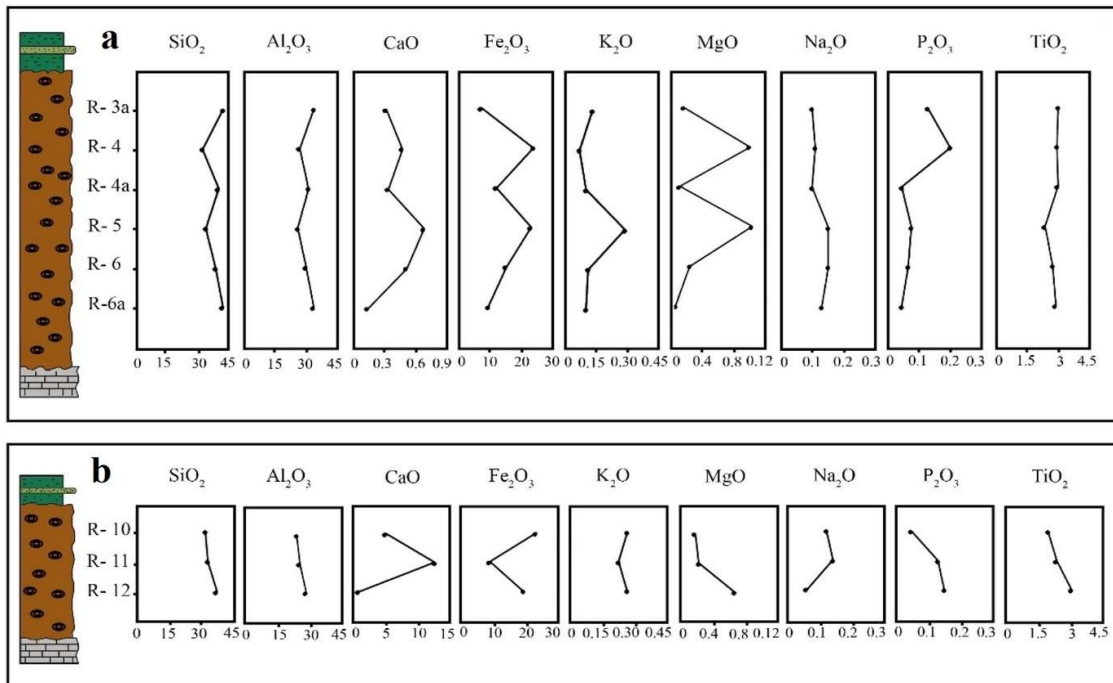 a
SiO₂ Al₂O₃ CaO Fe₂O₃ K₂O MgO Na₂O P₂O₃ TiO₂
R- 3a
R- 4
R- 4a
R- 5
R- 6
R-6a
0 15 30 45 0 15 30 45 0 0.3 0.6 0.9 0 10 20 30 0 0.15 0.30 0.45 0 0.4 1 0.12 0 0.1 0.2 0.3 0 0.1 0.2 0.3 0 1.5 3 4.5
b
SiO₂ Al₂O₃ CaO Fe₂O₃ K₂O MgO Na₂O P₂O₃ TiO₂
R- 10
R- 11
R- 12
0 15 30 45 0 15 30 45 0 5 10 15 0 10 20 30 0 0.15 0.30 0.45 0 0.4 0.8 0.12 0 0.1 0.2 0.3 0 0.1 0.2 0.3 0 1.5 3 4.5